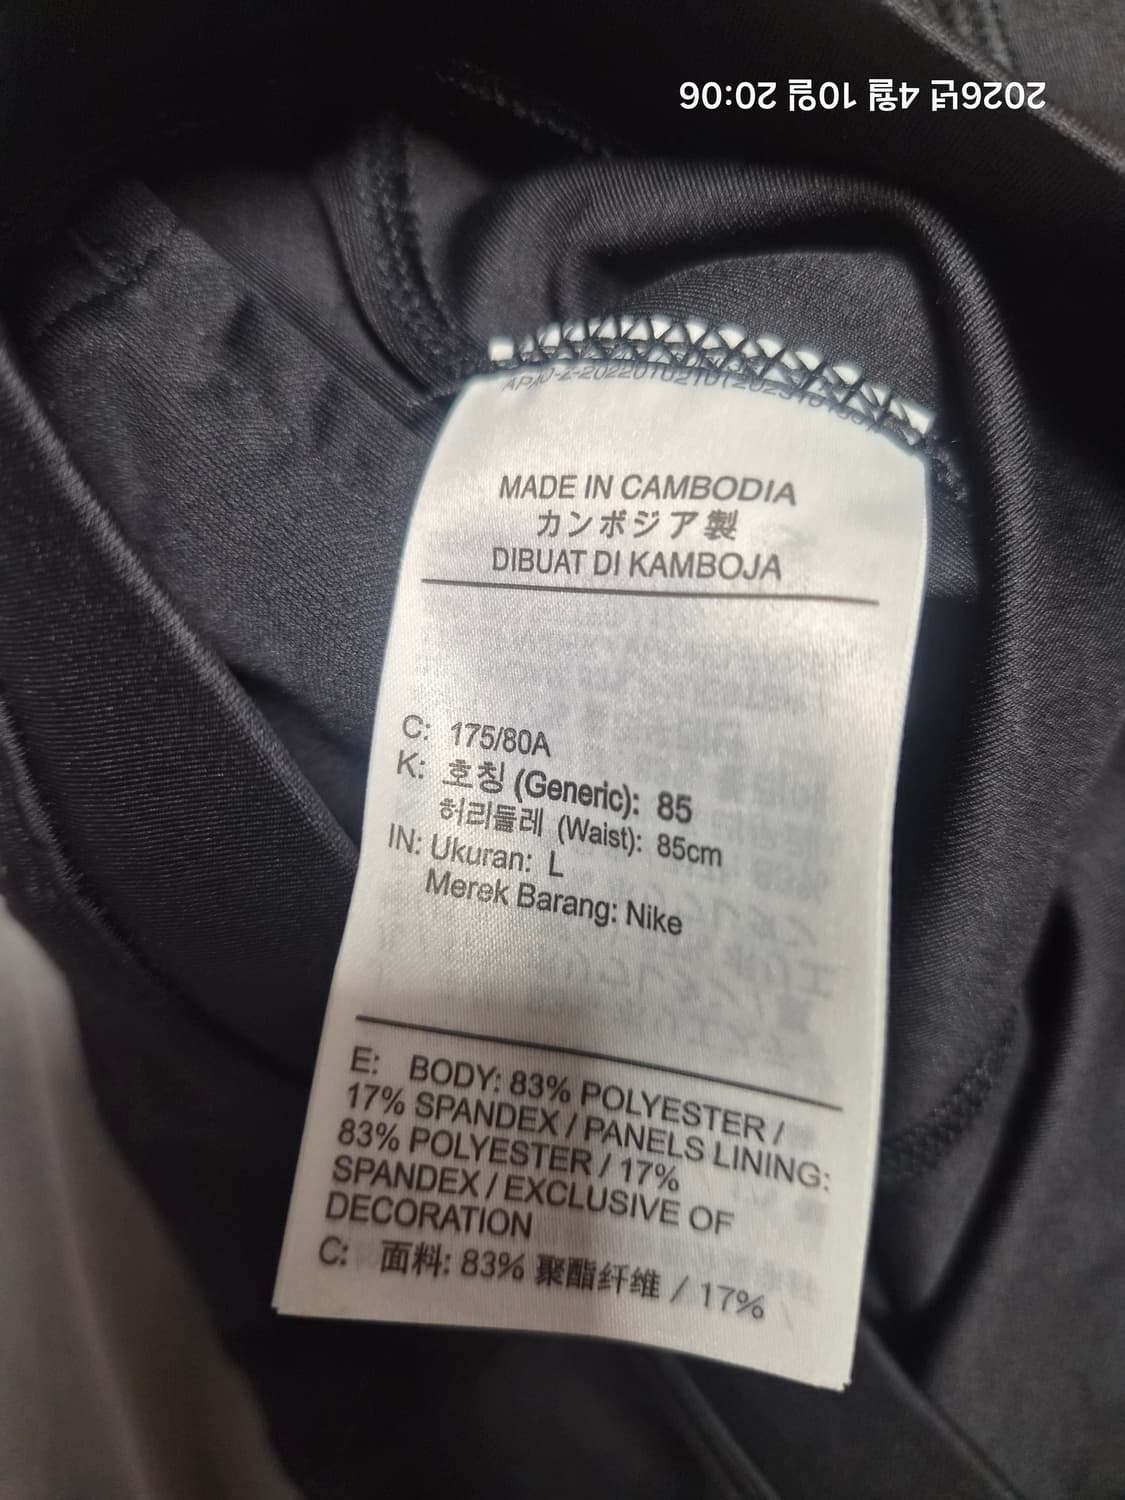 2026년 4월 10일 20:06
MADE IN CAMBODIA
カンボジア製
DIBUAT DI KAMBOJA
C: 175/80A
K: 호칭 (Generic): 85
허리둘레 (Waist): 85cm
IN: Ukuran: L
Merek Barang: Nike
E: BODY: 83% POLYESTER /
17% SPANDEX / PANELS LINING:
83% POLYESTER / 17%
SPANDEX / EXCLUSIVE OF
DECORATION
C: 面料: 83% 聚酯纤维 / 17%